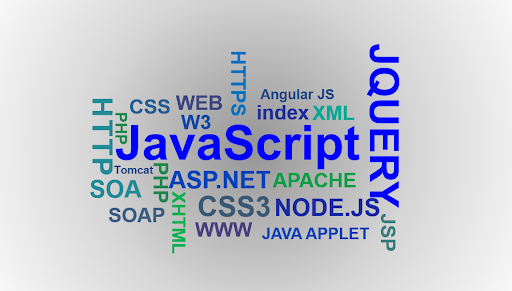 HTTPS
JQUERY
Angular JS
CSS
WEB
index
XML
HTTP
PHP
W3
JavaScript
Tomcat
PHP
ASP.NET
APACHE
SOA
XHTML
CSS3
NODE.JS
SOAP
WWW
JAVA APPLET
JSP